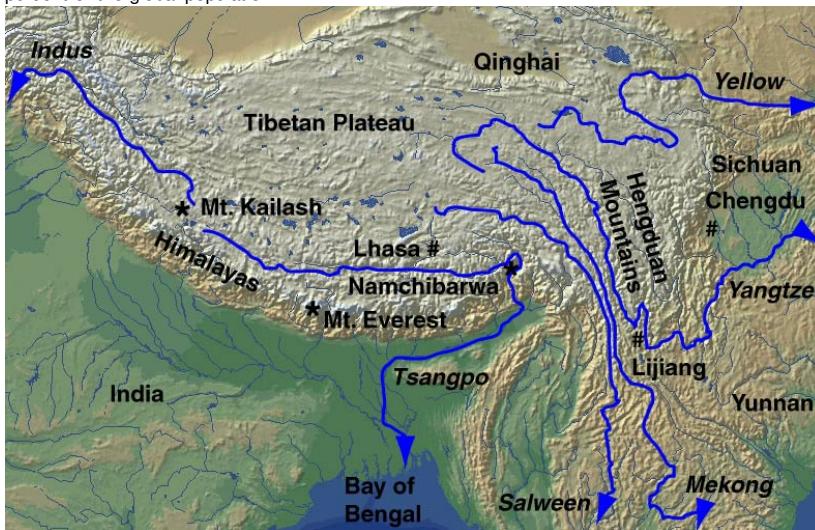 Indus
Qinghai
Yellow
Tibetan Plateau
Sichuan
Hengduan
Mountains
Chengdu
#
* Mt. Kailash
Lhasa #
Himalayas
Namchibarwa
*
* Mt. Everest
Yangtze
#
Lijiang
Tsangpo
India
Yunnan
Bay of
Bengal
Salween
Mekong